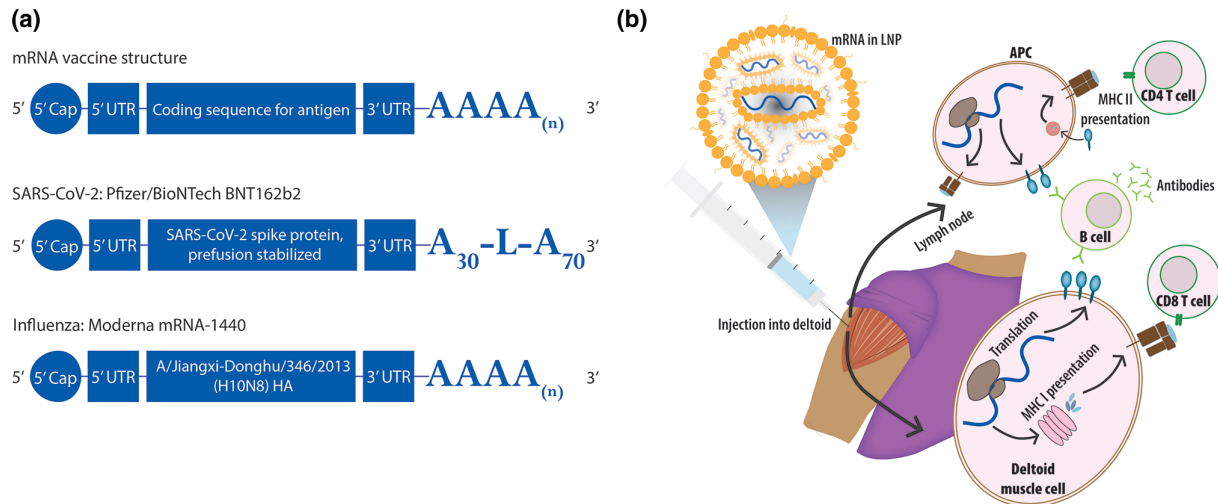 (a)
mRNA vaccine structure
5′ 5′ Cap 5′ UTR Coding sequence for antigen 3′ UTR AAAA(n) 3′
SARS-CoV-2: Pfizer/BioNTech BNT162b2
5′ 5′ Cap 5′ UTR SARS-CoV-2 spike protein,
prefusion stabilized 3′ UTR A30-L-A70 3′
Influenza: Moderna mRNA-1440
5′ 5′ Cap 5′ UTR A/Jiangxi-Donghu/346/2013
(H10N8) HA 3′ UTR AAAA(n) 3′
(b)
mRNA in LNP
APC
CD4 T cell
MHC II
presentation
Antibodies
B cell
Lymph node
Injection into deltoid
CD8 T cell
Translation
MHC I presentation
Deltoid
muscle cell